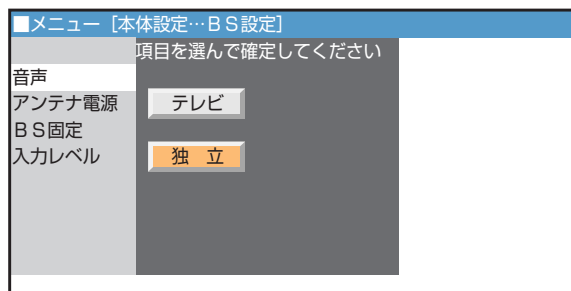 ■メニュー [本体設定…ＢＳ設定]
項目を選んで確定してください
音声
アンテナ電源
ＢＳ固定
入力レベル
テレビ
独　立